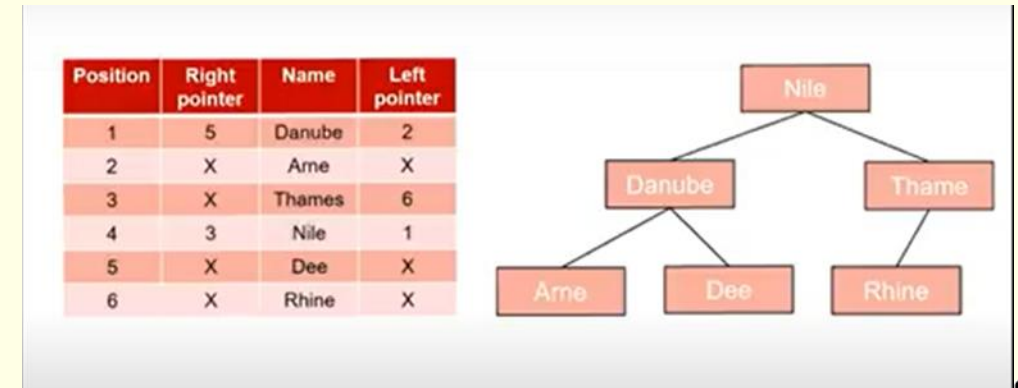 Position Right pointer Name Left pointer
1 5 Danube 2
2 X Arne X
3 X Thames 6
4 3 Nile 1
5 X Dee X
6 X Rhine X
Nile
Danube Thame
Arne Dee Rhine